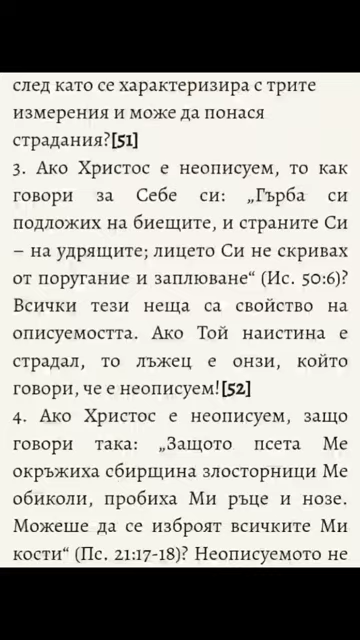 след като се характеризира с трите
измерения и може да понася
страдания?[51]
3. Ако Христос е неописуем, то как
говори за Себе си: „Гърба си
подложих на биещите, и страните Си
– на удрящите; лицето Си не скривах
от поругание и заплюване“ (Ис. 50:6)?
Всички тези неща са свойство на
описуемостта. Ако Той наистина е
страдал, то лъжец е онзи, който
говори, че е неописуем![52]
4. Ако Христос е неописуем, защо
говори така: „Защото псета Ме
окръжиха сбирщина злосторници Ме
обиколи, пробиха Ми ръце и нозе.
Можеше да се изброят всичките Ми
кости“ (Пс. 21:17-18)? Неописуемото не